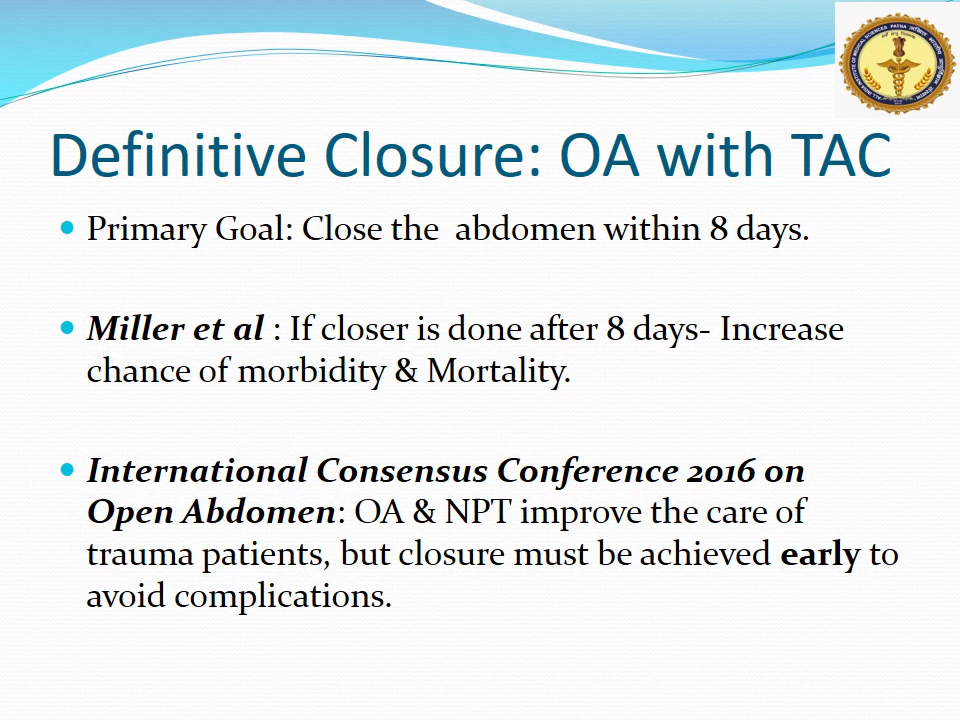 Definitive Closure: OA with TAC
Primary Goal: Close the abdomen within 8 days.
Miller et al : If closer is done after 8 days- Increase
chance of morbidity & Mortality.
International Consensus Conference 2016 on
Open Abdomen: OA & NPT improve the care of
trauma patients, but closure must be achieved early to
avoid complications.